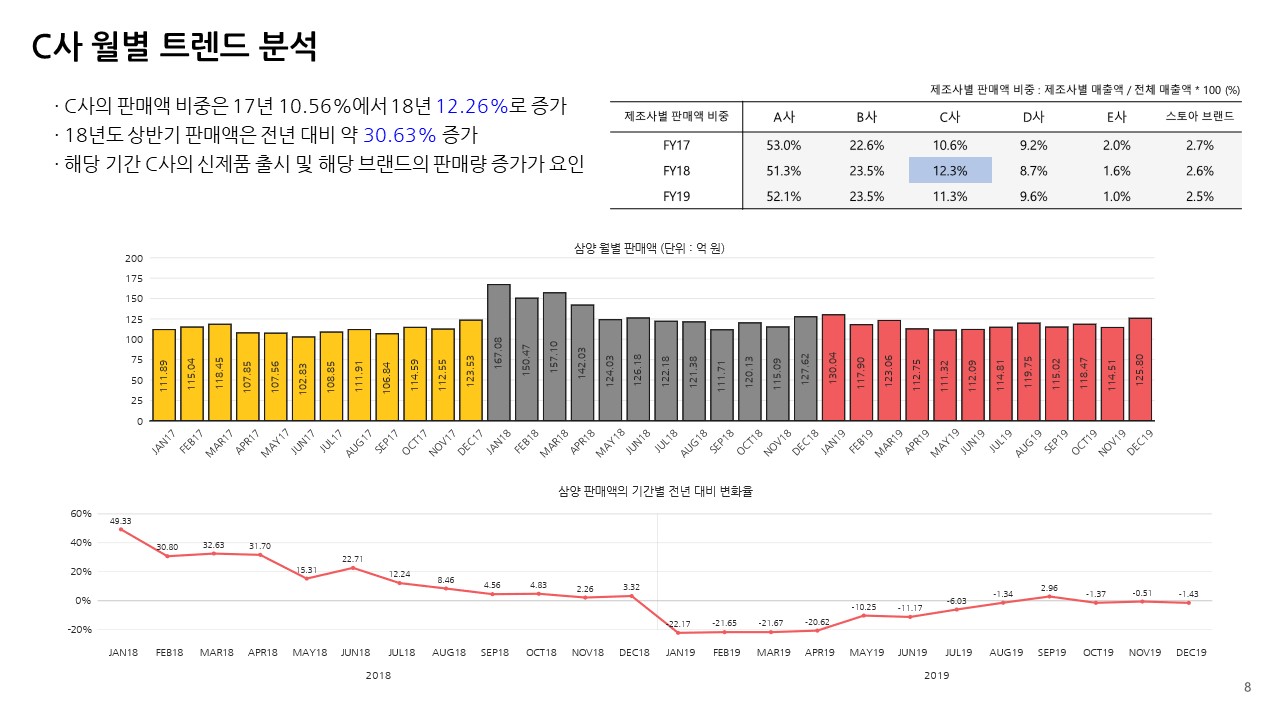 C사 월별 트렌드 분석
· C사의 판매액 비중은 17년 10.56%에서 18년 12.26%로 증가
· 18년도 상반기 판매액은 전년 대비 약 30.63% 증가
· 해당 기간 C사의 신제품 출시 및 해당 브랜드의 판매량 증가가 요인
제조사별 판매액 비중 : 제조사별 매출액 / 전체 매출액 * 100 (%)
제조사별 판매액 비중 A사 B사 C사 D사 E사 스토아 브랜드
FY17 53.0% 22.6% 10.6% 9.2% 2.0% 2.7%
FY18 51.3% 23.5% 12.3% 8.7% 1.6% 2.6%
FY19 52.1% 23.5% 11.3% 9.6% 1.0% 2.5%
삼양 월별 판매액 (단위 : 억 원)
200
175
150
125
100
75
50
25
0
111.89 115.04 118.45 107.85 107.56 102.83 108.85 111.91 106.84 114.59 112.55 123.53 167.08 150.47 157.10 142.03 124.03 126.18 122.18 121.38 111.71 120.13 115.09 127.62 130.04 117.90 123.06 112.75 111.32 112.09 114.81 119.75 115.02 118.47 114.51 125.80
JAN17 FEB17 MAR17 APR17 MAY17 JUN17 JUL17 AUG17 SEP17 OCT17 NOV17 DEC17 JAN18 FEB18 MAR18 APR18 MAY18 JUN18 JUL18 AUG18 SEP18 OCT18 NOV18 DEC18 JAN19 FEB19 MAR19 APR19 MAY19 JUN19 JUL19 AUG19 SEP19 OCT19 NOV19 DEC19
삼양 판매액의 기간별 전년 대비 변화율
60%
40%
20%
0%
-20%
49.33 30.80 32.63 31.70 15.31 22.71 12.24 8.46 4.56 4.83 2.26 3.32 -22.17 -21.65 -21.67 -20.62 -10.25 -11.17 -6.03 -1.34 2.96 -1.37 -0.51 -1.43
JAN18 FEB18 MAR18 APR18 MAY18 JUN18 JUL18 AUG18 SEP18 OCT18 NOV18 DEC18 JAN19 FEB19 MAR19 APR19 MAY19 JUN19 JUL19 AUG19 SEP19 OCT19 NOV19 DEC19
2018 2019
8